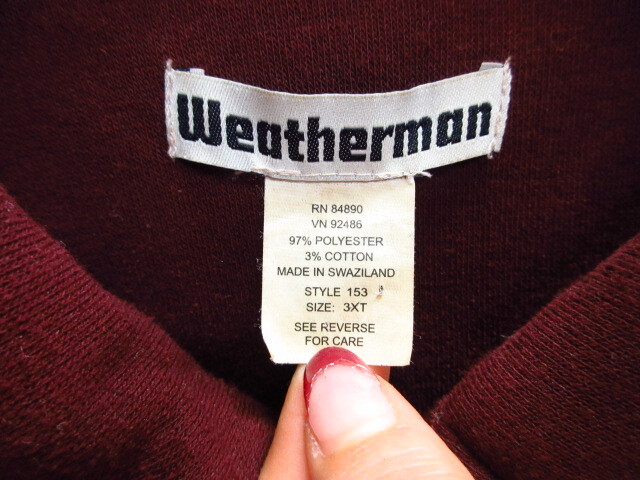 Weatherman
RN 84890
VN 92486
97% POLYESTER
3% COTTON
MADE IN SWAZILAND
STYLE 153
SIZE: 3XT
SEE REVERSE
FOR CARE